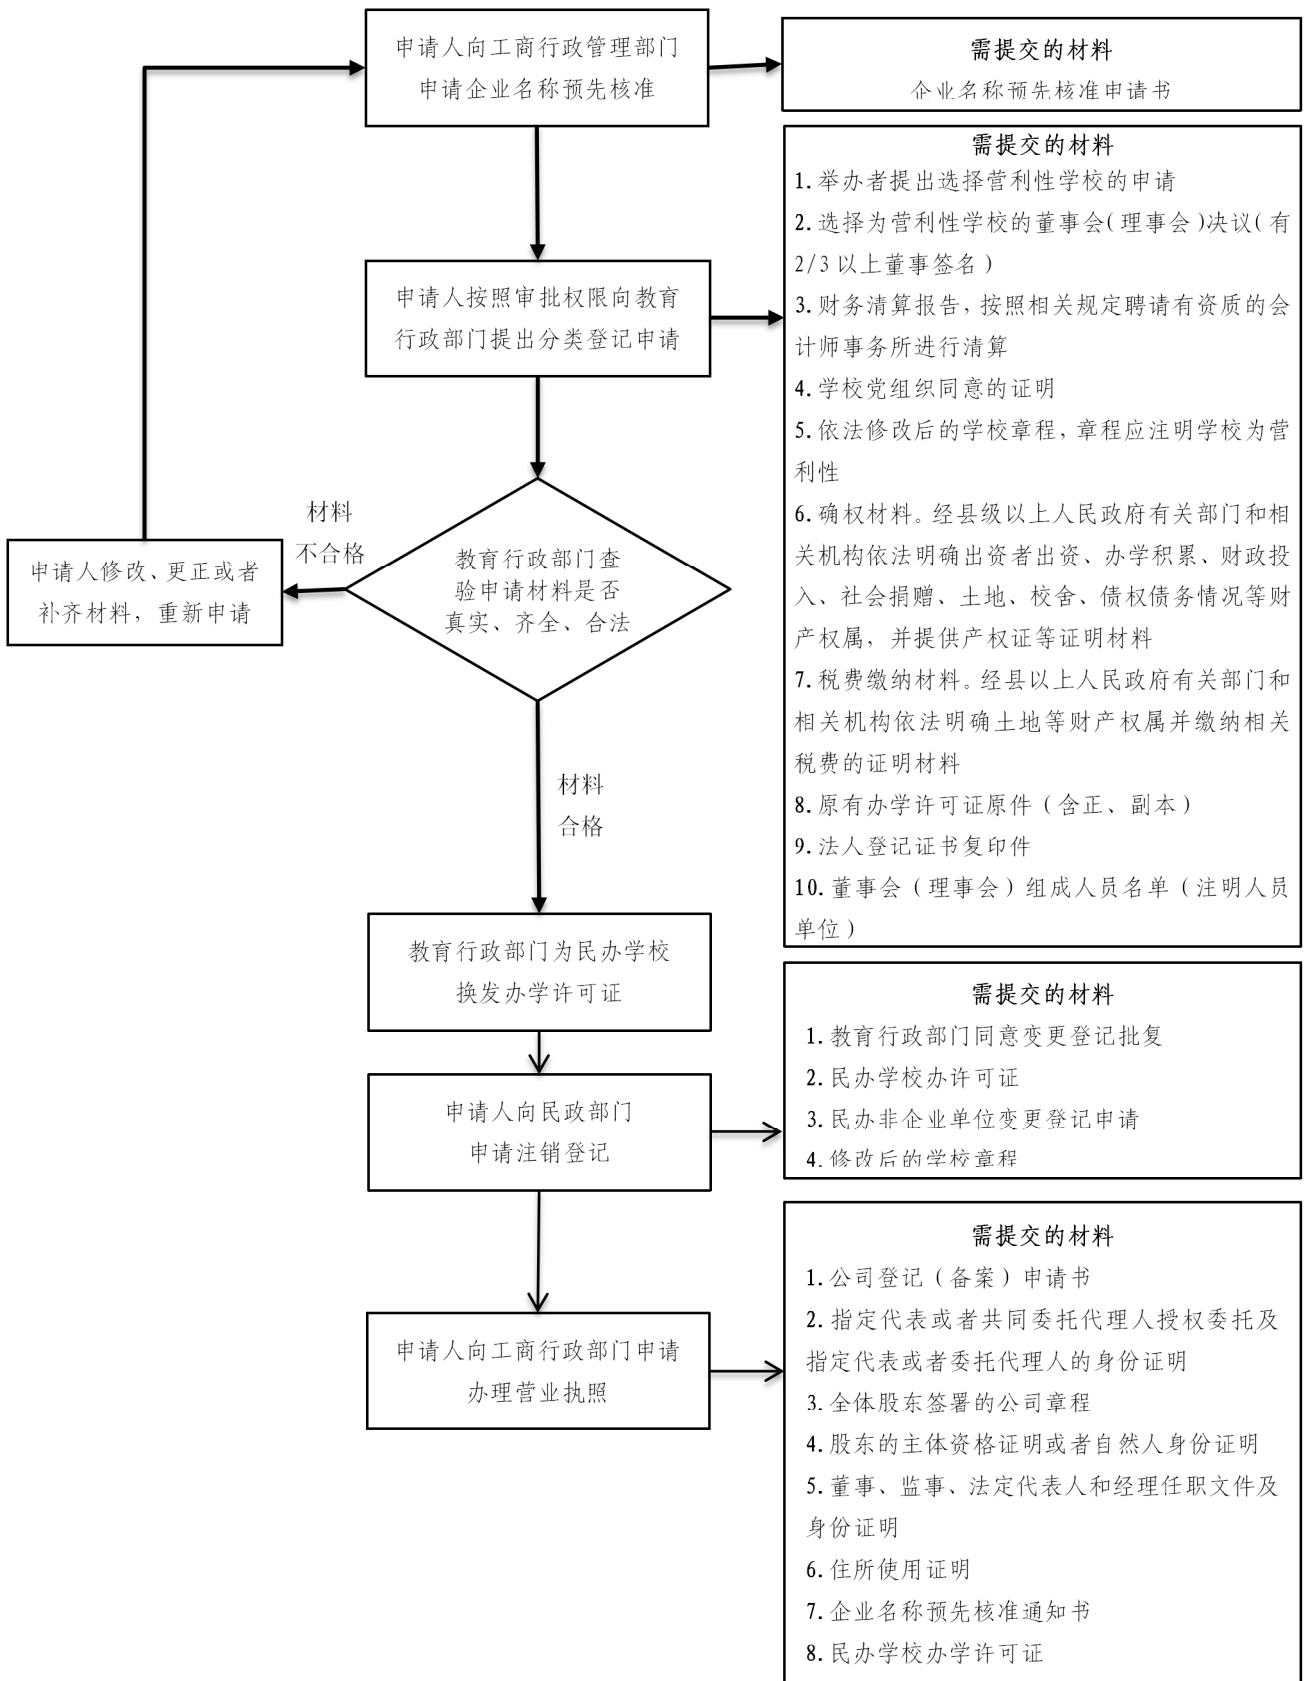 申请人向工商行政管理部门
申请企业名称预先核准
需提交的材料
企业名称预先核准申请书
申请人按照审批权限向教育
行政部门提出分类登记申请
需提交的材料
1.举办者提出选择营利性学校的申请
2.选择为营利性学校的董事会(理事会)决议(有
2/3以上董事签名)
3.财务清算报告,按照相关规定聘请有资质的会
计师事务所进行清算
4.学校党组织同意的证明
5.依法修改后的学校章程,章程应注明学校为营
利性
6.确权材料。经县级以上人民政府有关部门和相
关机构依法明确出资者出资、办学积累、财政投
入、社会捐赠、土地、校舍、债权债务情况等财
产权属，并提供产权证等证明材料
7.税费缴纳材料。经县以上人民政府有关部门和
相关机构依法明确土地等财产权属并缴纳相关
税费的证明材料
8.原有办学许可证原件（含正、副本）
9.法人登记证书复印件
10.董事会（理事会）组成人员名单（注明人员
单位）
材料
不合格
申请人修改、更正或者
补齐材料，重新申请
教育行政部门查
验申请材料是否
真实、齐全、合法
材料
合格
教育行政部门为民办学校
换发办学许可证
申请人向民政部门
申请注销登记
需提交的材料
1.教育行政部门同意变更登记批复
2.民办学校办许可证
3.民办非企业单位变更登记申请
4.修改后的学校章程
申请人向工商行政部门申请
办理营业执照
需提交的材料
1.公司登记（备案）申请书
2.指定代表或者共同委托代理人授权委托及
指定代表或者委托代理人的身份证明
3.全体股东签署的公司章程
4.股东的主体资格证明或者自然人身份证明
5.董事、监事、法定代表人和经理任职文件及
身份证明
6.住所使用证明
7.企业名称预先核准通知书
8.民办学校办学许可证